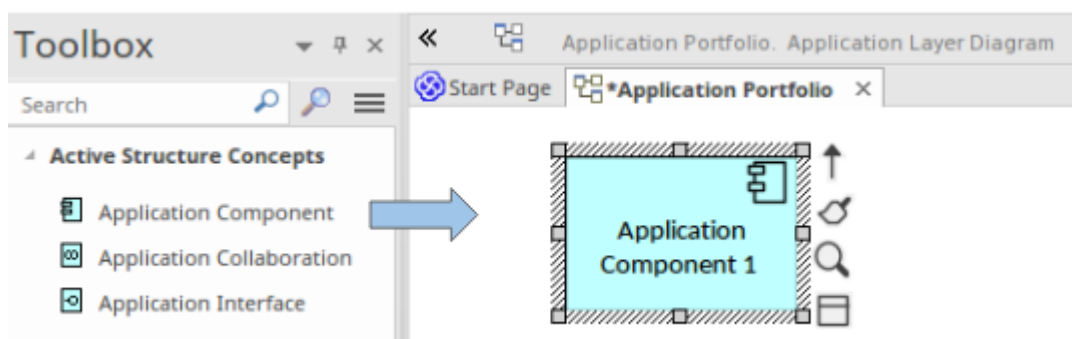 Toolbox
Search
Active Structure Concepts
Application Component
Application Collaboration
Application Interface
Application Portfolio. Application Layer Diagram
Start Page
*Application Portfolio
Application
Component 1